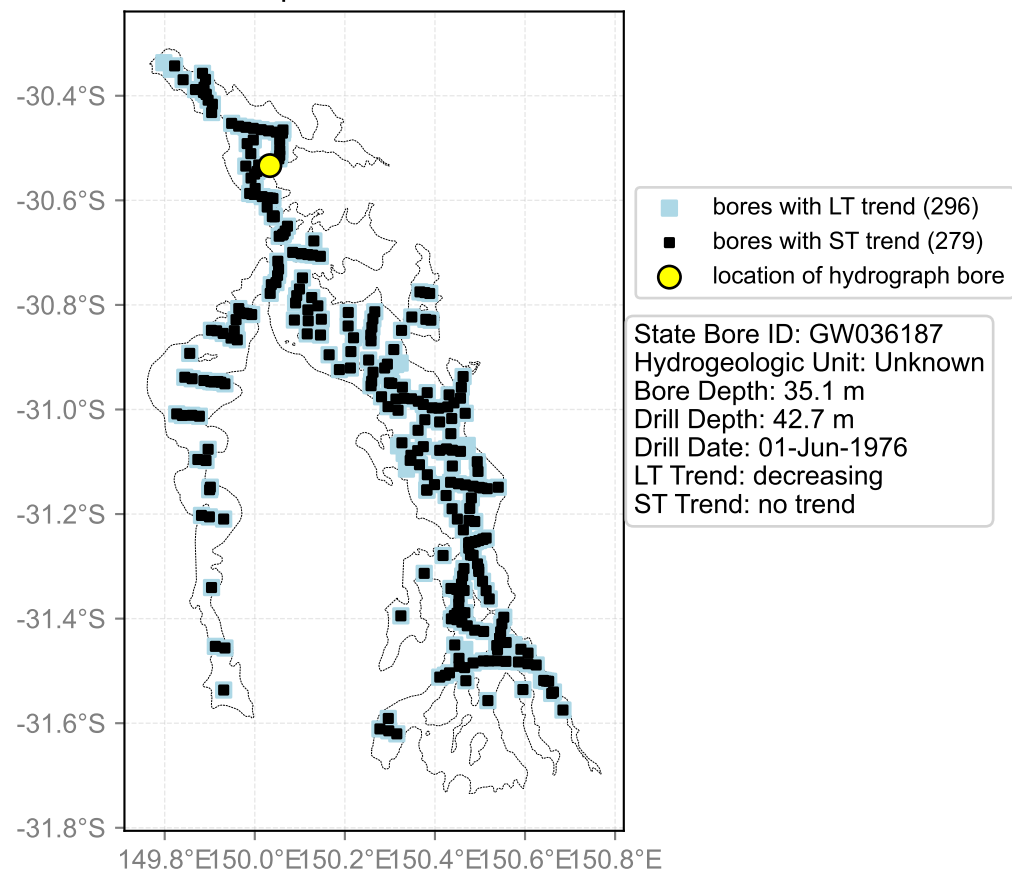 -30.4°S
-30.6°S
-30.8°S
-31.0°S
-31.2°S
-31.4°S
-31.6°S
-31.8°S
149.8°E150.0°E150.2°E150.4°E150.6°E150.8°E
bores with LT trend (296)
bores with ST trend (279)
location of hydrograph bore
State Bore ID: GW036187
Hydrogeologic Unit: Unknown
Bore Depth: 35.1 m
Drill Depth: 42.7 m
Drill Date: 01-Jun-1976
LT Trend: decreasing
ST Trend: no trend